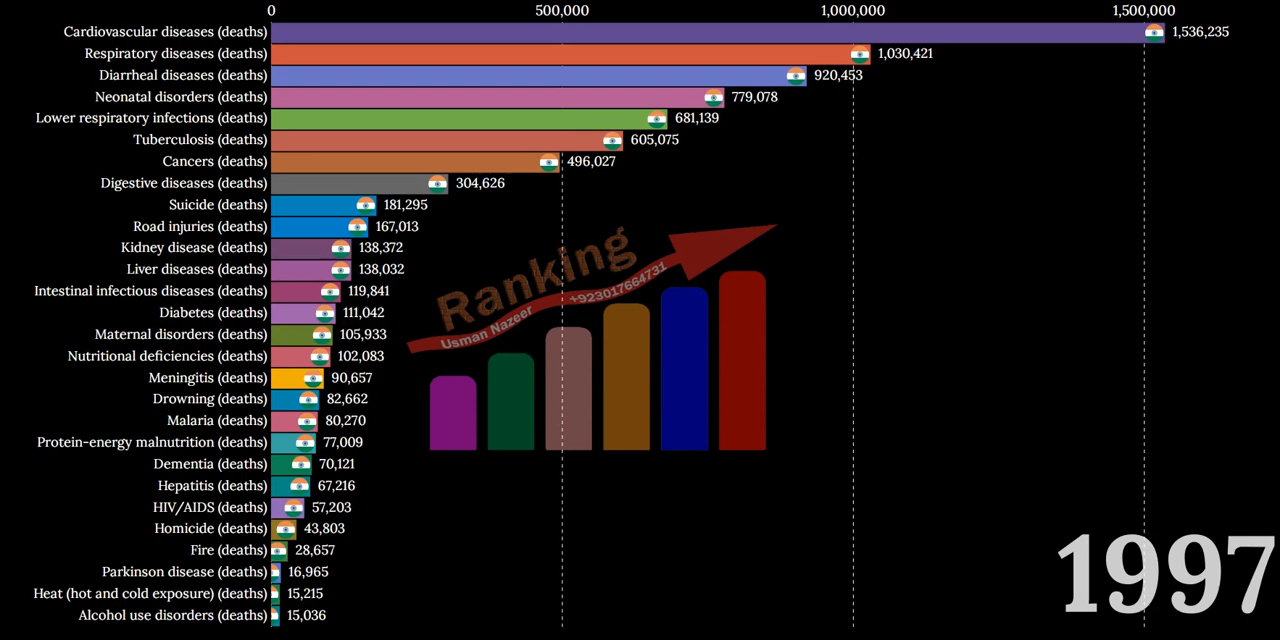 0 500,000 1,000,000 1,500,000
Cardiovascular diseases (deaths) 1,536,235
Respiratory diseases (deaths) 1,030,421
Diarrheal diseases (deaths) 920,453
Neonatal disorders (deaths) 779,078
Lower respiratory infections (deaths) 681,139
Tuberculosis (deaths) 605,075
Cancers (deaths) 496,027
Digestive diseases (deaths) 304,626
Suicide (deaths) 181,295
Road injuries (deaths) 167,013
Kidney disease (deaths) 138,372
Liver diseases (deaths) 138,032
Intestinal infectious diseases (deaths) 119,841
Diabetes (deaths) 111,042
Maternal disorders (deaths) 105,933
Nutritional deficiencies (deaths) 102,083
Meningitis (deaths) 90,657
Drowning (deaths) 82,662
Malaria (deaths) 80,270
Protein-energy malnutrition (deaths) 77,009
Dementia (deaths) 70,121
Hepatitis (deaths) 67,216
HIV/AIDS (deaths) 57,203
Homicide (deaths) 43,803
Fire (deaths) 28,657
Parkinson disease (deaths) 16,965
Heat (hot and cold exposure) (deaths) 15,215
Alcohol use disorders (deaths) 15,036
Ranking
Usman Nazeer +923017664731
1997